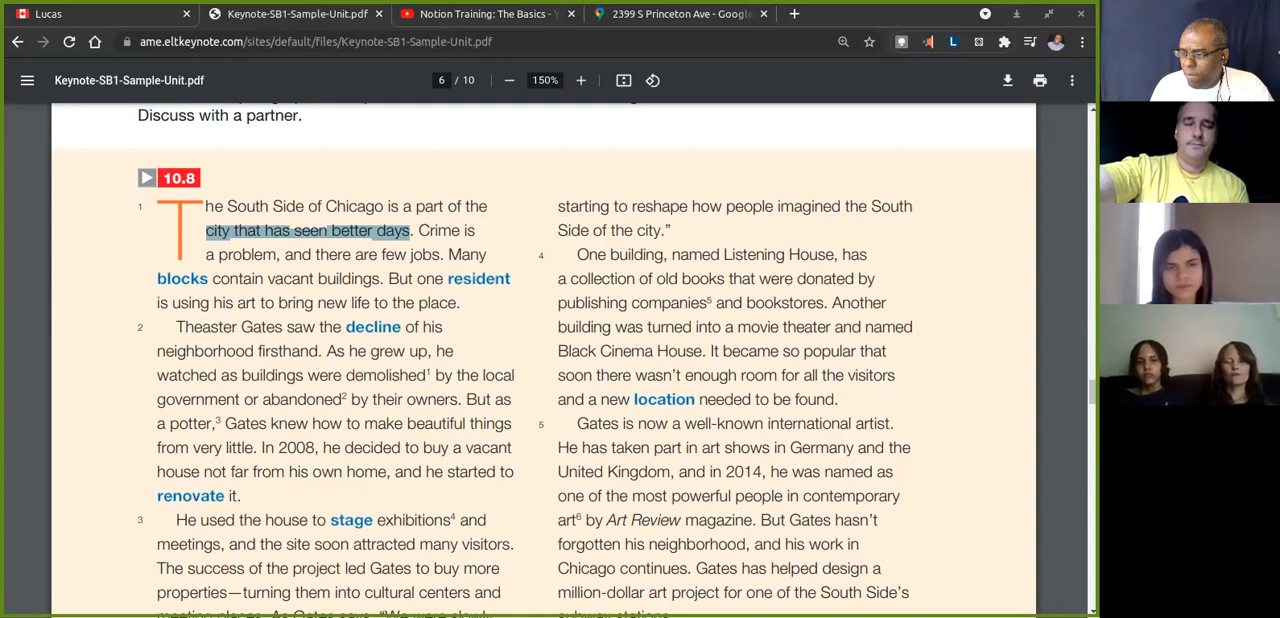 Lucas
Keynote-SB1-Sample-Unit.pdf
Notion Training: The Basics -
2399 S Princeton Ave - Google
ame.eltkeynote.com/sites/default/files/Keynote-SB1-Sample-Unit.pdf
Keynote-SB1-Sample-Unit.pdf
6 / 10
150%
Discuss with a partner.
10.8
1
The South Side of Chicago is a part of the
city that has seen better days. Crime is
a problem, and there are few jobs. Many
blocks contain vacant buildings. But one resident
is using his art to bring new life to the place.
2
Theaster Gates saw the decline of his
neighborhood firsthand. As he grew up, he
watched as buildings were demolished1 by the local
government or abandoned2 by their owners. But as
a potter,3 Gates knew how to make beautiful things
from very little. In 2008, he decided to buy a vacant
house not far from his own home, and he started to
renovate it.
3
He used the house to stage exhibitions4 and
meetings, and the site soon attracted many visitors.
The success of the project led Gates to buy more
properties—turning them into cultural centers and
meeting places. As Gates says, “We were slowly
starting to reshape how people imagined the South
Side of the city.”
4
One building, named Listening House, has
a collection of old books that were donated by
publishing companies5 and bookstores. Another
building was turned into a movie theater and named
Black Cinema House. It became so popular that
soon there wasn’t enough room for all the visitors
and a new location needed to be found.
5
Gates is now a well-known international artist.
He has taken part in art shows in Germany and the
United Kingdom, and in 2014, he was named as
one of the most powerful people in contemporary
art6 by Art Review magazine. But Gates hasn’t
forgotten his neighborhood, and his work in
Chicago continues. Gates has helped design a
million-dollar art project for one of the South Side’s
subway stations.